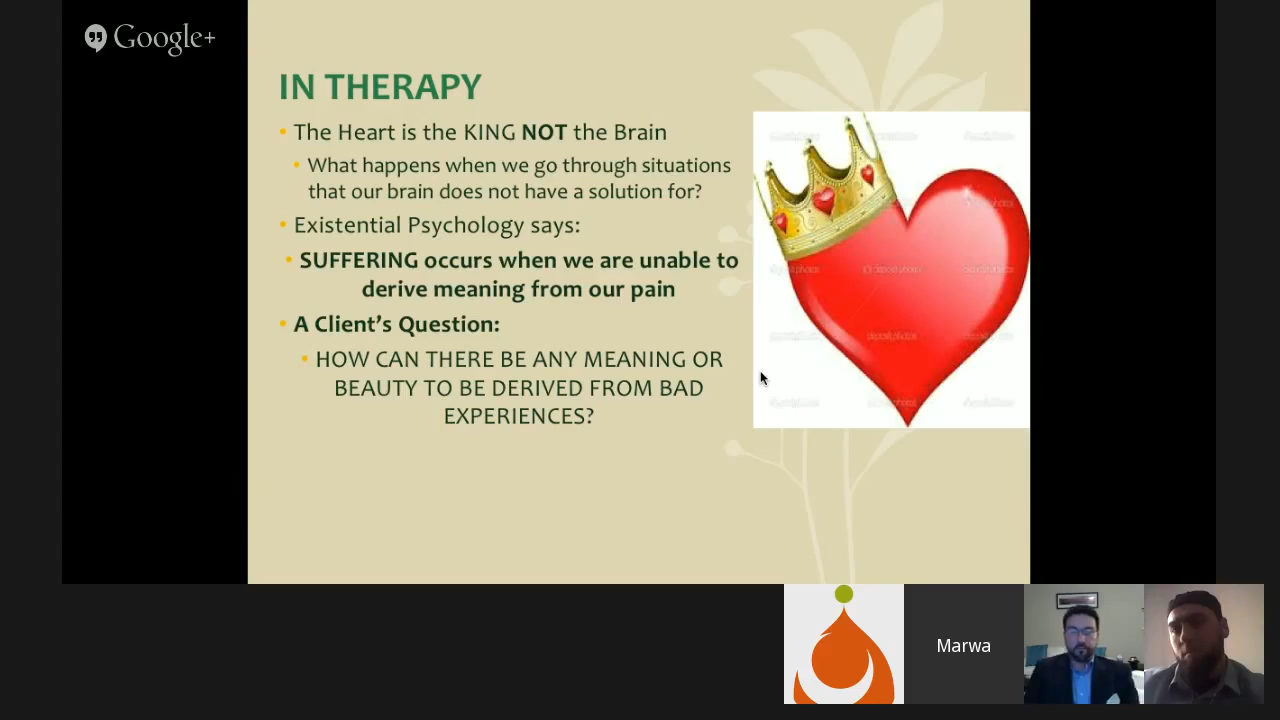 Google+
IN THERAPY
• The Heart is the KING NOT the Brain
• What happens when we go through situations
that our brain does not have a solution for?
• Existential Psychology says:
• SUFFERING occurs when we are unable to
derive meaning from our pain
• A Client’s Question:
• HOW CAN THERE BE ANY MEANING OR
BEAUTY TO BE DERIVED FROM BAD
EXPERIENCES?
depositphotos
Marwa